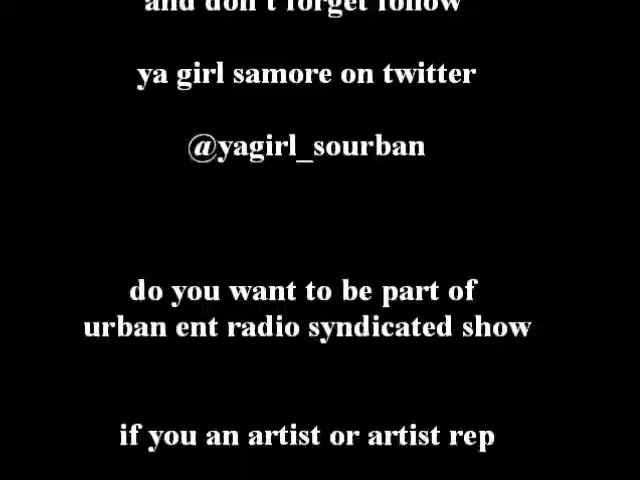 and don't forget follow
ya girl samore on twitter
@yagirl_sourban
do you want to be part of
urban ent radio syndicated show
if you an artist or artist rep